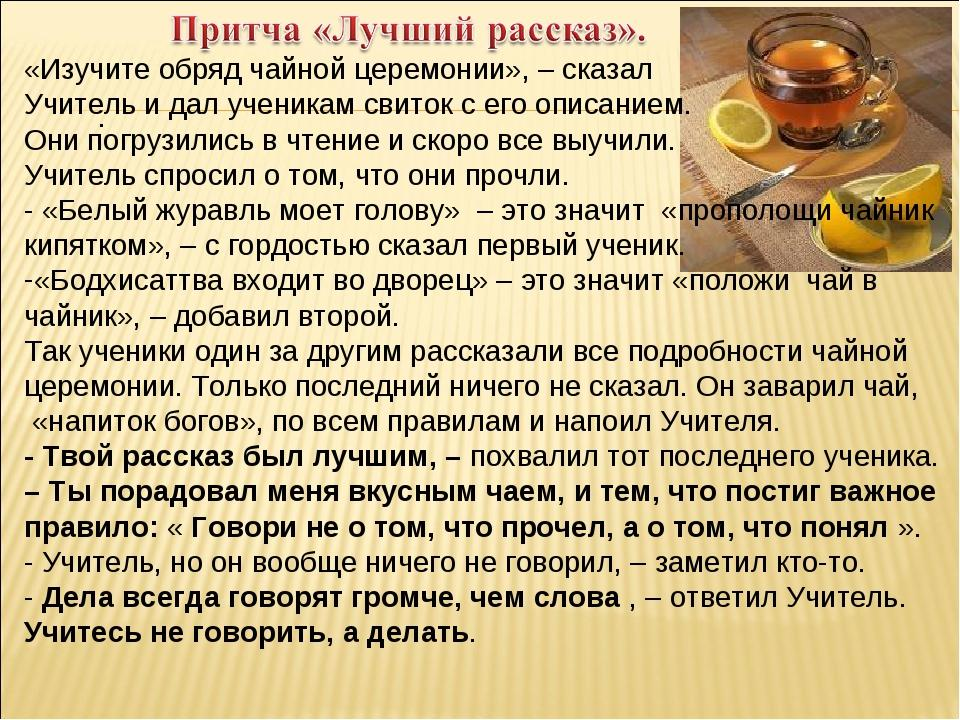 Притча «Лучший рассказ».
«Изучите обряд чайной церемонии», – сказал
Учитель и дал ученикам свиток с его описанием.
Они погрузились в чтение и скоро все выучили.
Учитель спросил о том, что они прочли.
- «Белый журавль моет голову» – это значит «прополощи чайник
кипятком», – с гордостью сказал первый ученик.
-«Бодхисаттва входит во дворец» – это значит «положи чай в
чайник», – добавил второй.
Так ученики один за другим рассказали все подробности чайной
церемонии. Только последний ничего не сказал. Он заварил чай,
«напиток богов», по всем правилам и напоил Учителя.
- Твой рассказ был лучшим, – похвалил тот последнего ученика.
– Ты порадовал меня вкусным чаем, и тем, что постиг важное
правило: « Говори не о том, что прочел, а о том, что понял ».
- Учитель, но он вообще ничего не говорил, – заметил кто-то.
- Дела всегда говорят громче, чем слова , – ответил Учитель.
Учитесь не говорить, а делать.